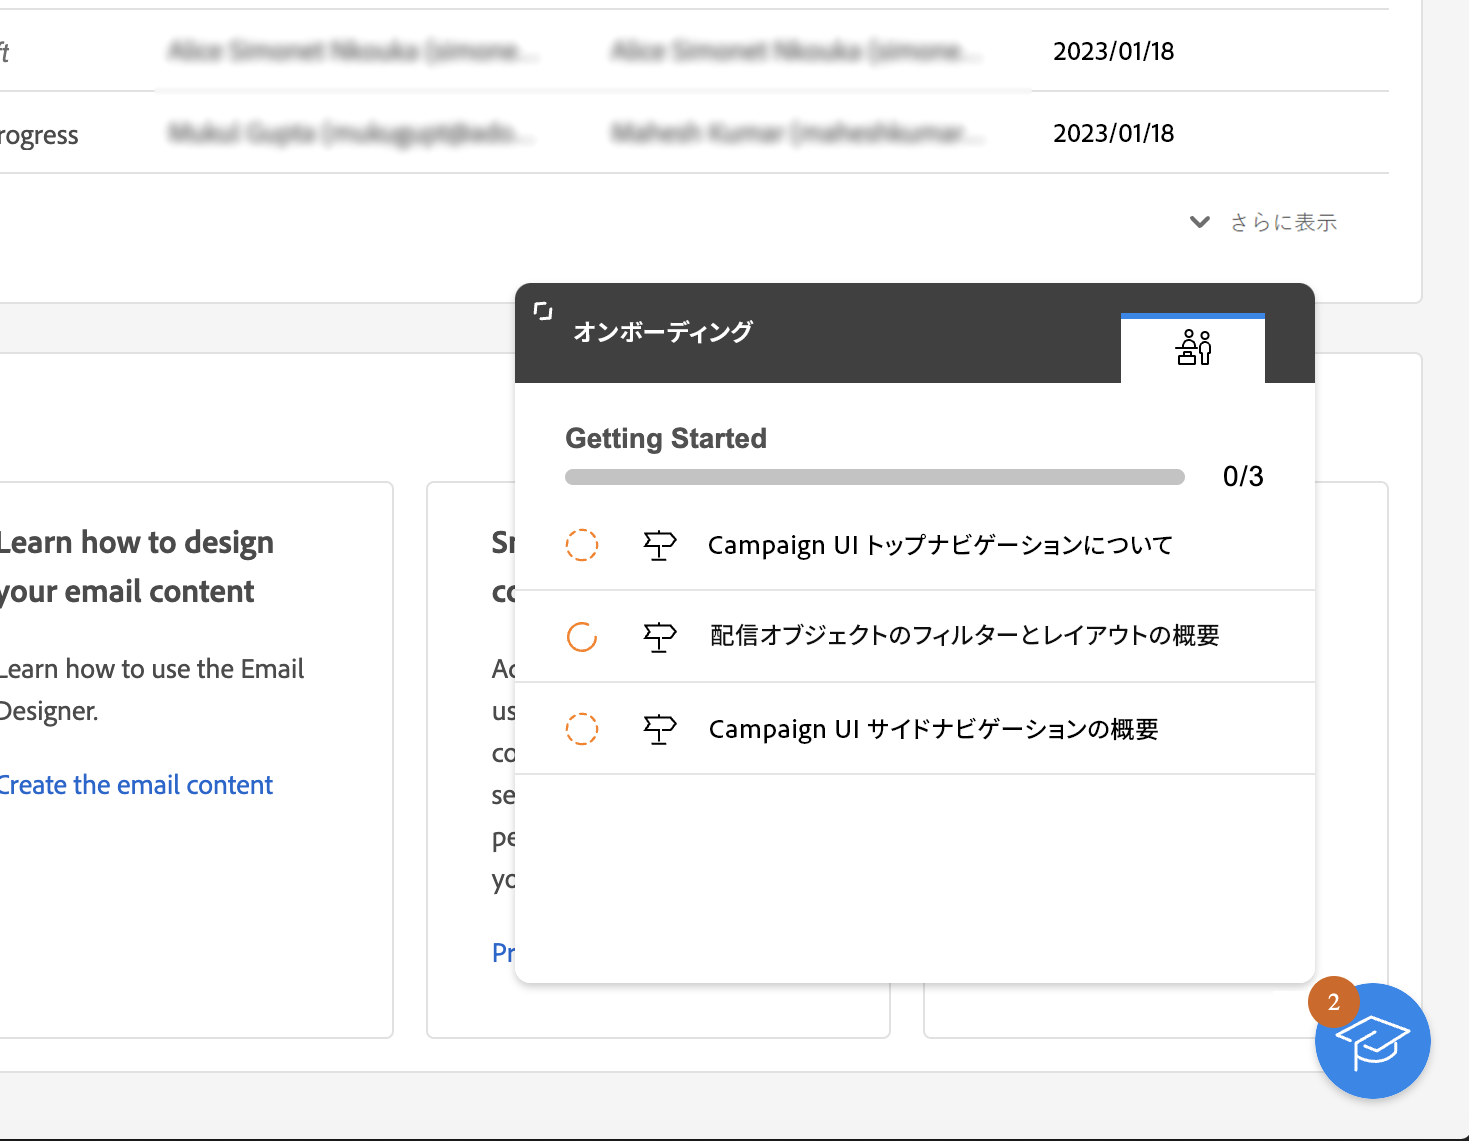 ft
2023/01/18
rogress
2023/01/18
さらに表示
オンボーディング
Getting Started
0/3
Campaign UI トップナビゲーションについて
配信オブジェクトのフィルターとレイアウトの概要
Campaign UI サイドナビゲーションの概要
Learn how to design
your email content
Learn how to use the Email
Designer.
Create the email content
Sr
co
Ac
us
co
se
pe
yo
Pr
2